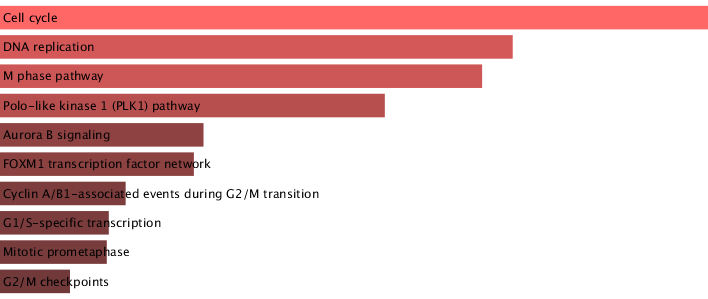 Cell cycle
DNA replication
M phase pathway
Polo-like kinase 1 (PLK1) pathway
Aurora B signaling
FOXM1 transcription factor network
Cyclin A/B1-associated events during G2/M transition
G1/S-specific transcription
Mitotic prometaphase
G2/M checkpoints